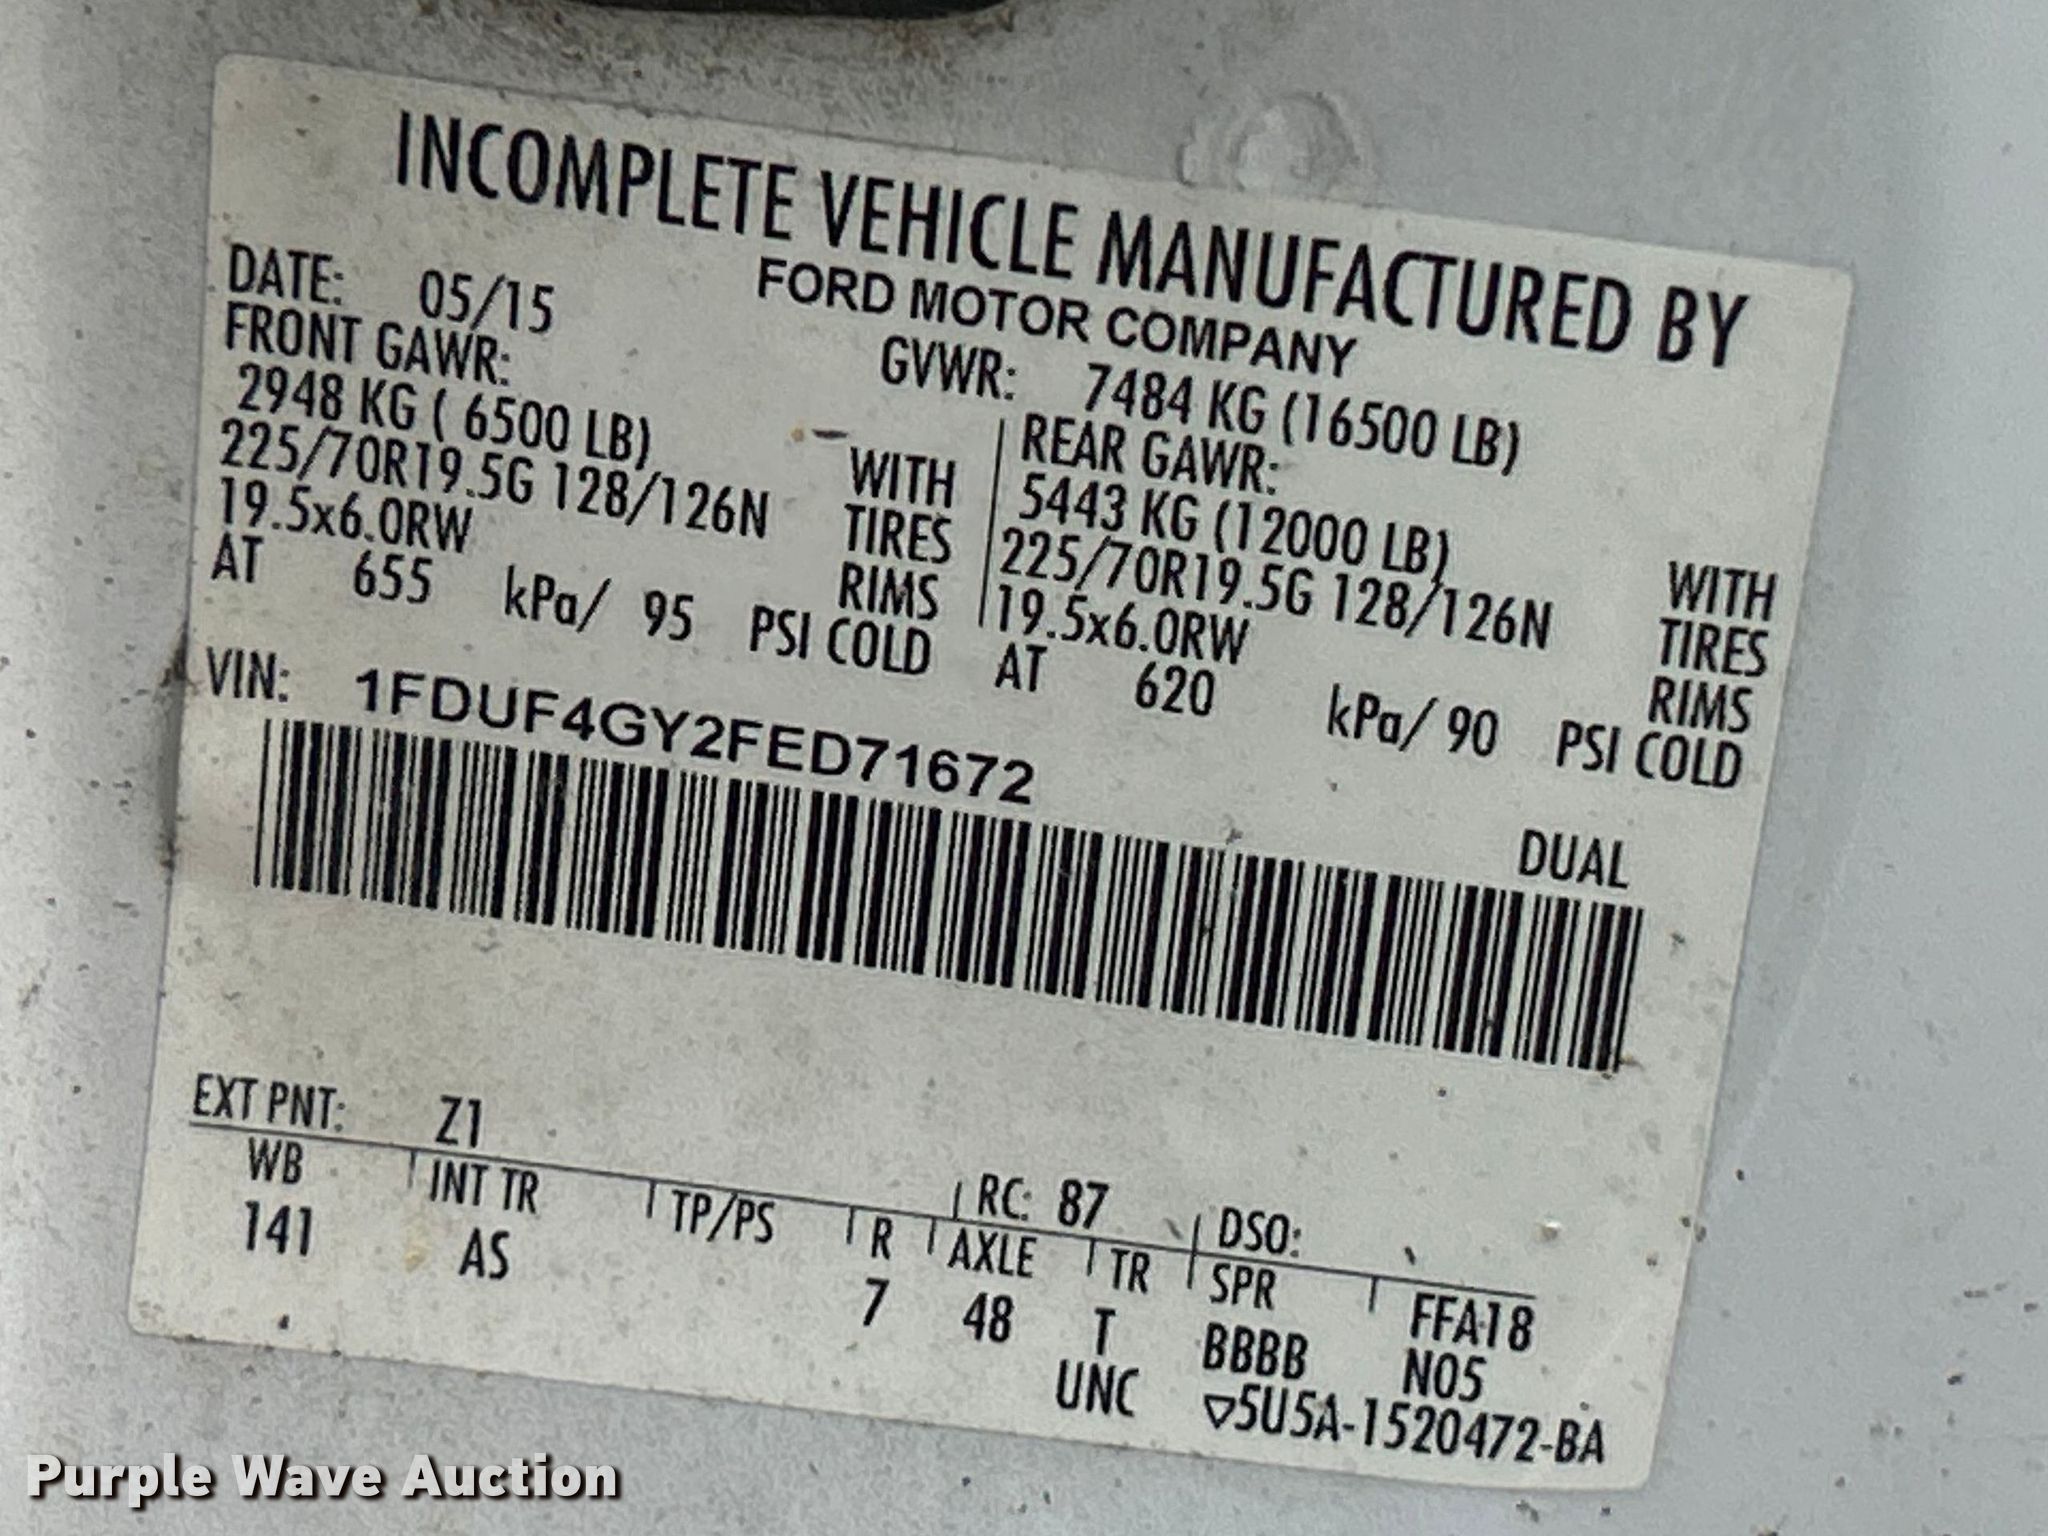 INCOMPLETE VEHICLE MANUFACTURED BY
FORD MOTOR COMPANY
DATE: 05/15
GVWR: 7484 KG (16500 LB)
FRONT GAWR:
2948 KG ( 6500 LB) WITH
225/70R19.5G 128/126N TIRES
19.5x6.0RW RIMS
AT 655 kPa/ 95 PSI COLD
REAR GAWR:
5443 KG (12000 LB) WITH
225/70R19.5G 128/126N TIRES
19.5x6.0RW RIMS
AT 620 kPa/ 90 PSI COLD
VIN: 1FDUF4GY2FED71672
DUAL
EXT PNT: Z1 RC: 87 DSO:
WB INT TR TP/PS R AXLE TR SPR FFA18
141 AS 7 48 T BBBB N05
UNC ▽5U5A-1520472-BA
Purple Wave Auction